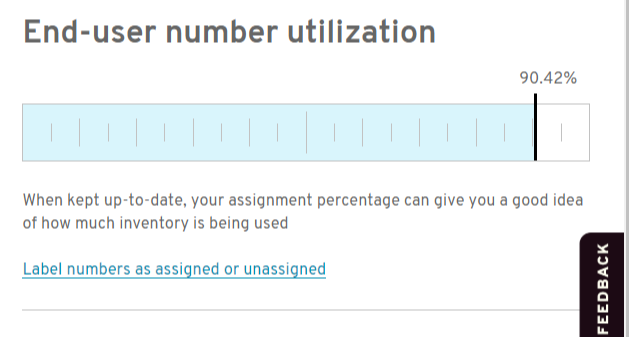 End-user number utilization
90.42%
When kept up-to-date, your assignment percentage can give you a good idea
of how much inventory is being used
Label numbers as assigned or unassigned
FEEDBACK